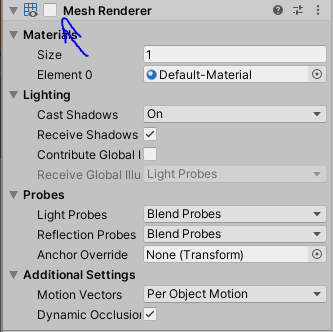 Mesh Renderer
Materials
Size 1
Element 0 Default-Material
Lighting
Cast Shadows On
Receive Shadows
Contribute Global I
Receive Global Illu Light Probes
Probes
Light Probes Blend Probes
Reflection Probes Blend Probes
Anchor Override None (Transform)
Additional Settings
Motion Vectors Per Object Motion
Dynamic Occlusion